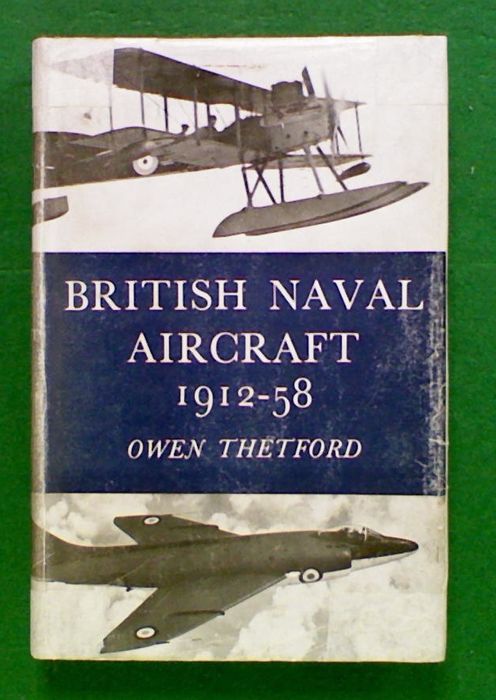 BRITISH NAVAL
AIRCRAFT
1912-58
OWEN THETFORD